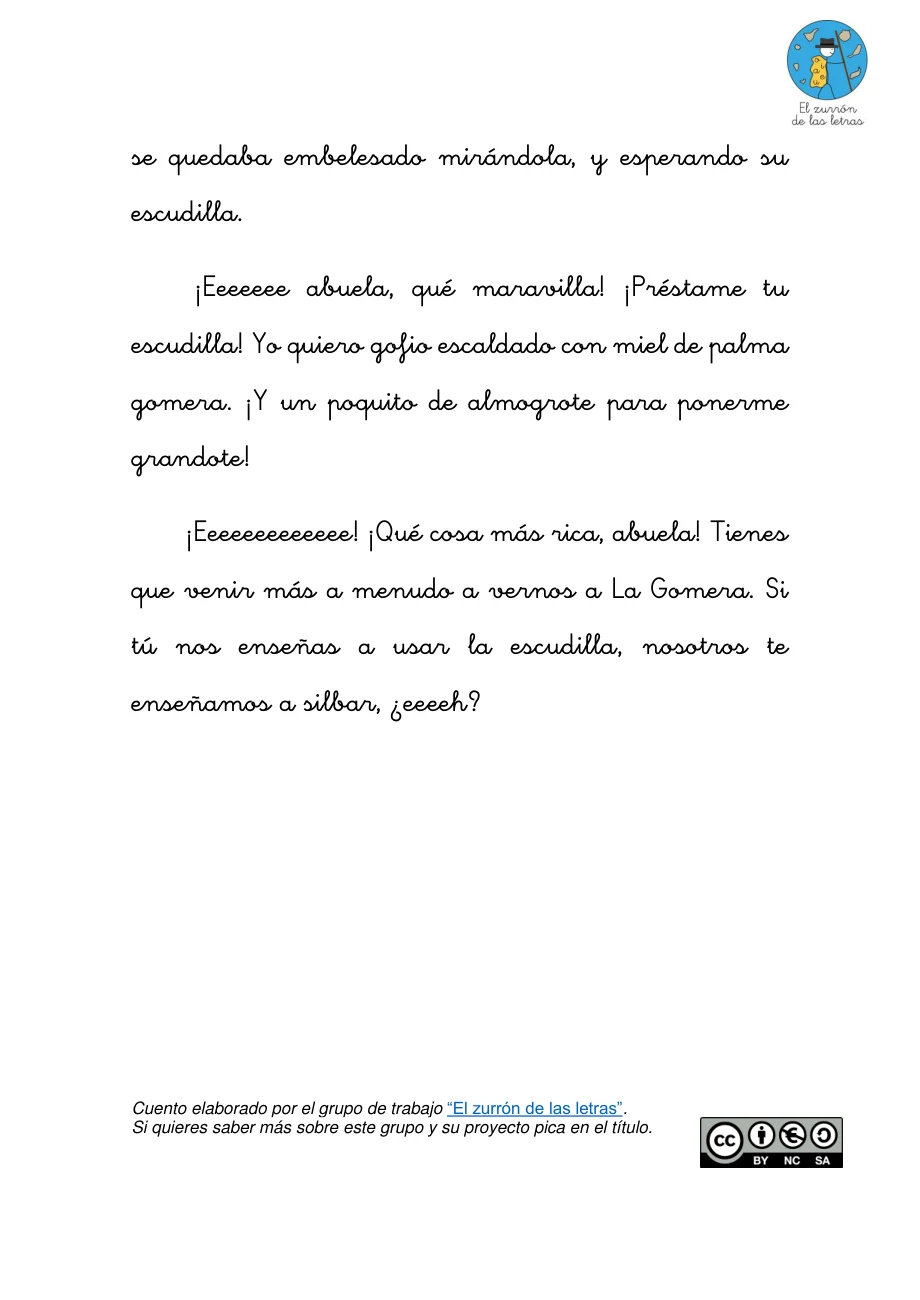 El zurrón
de las letras
se quedaba embelesado mirándola, y esperando su
escudilla.
¡Eeeeeee abuela, qué maravilla! ¡Préstame tu
escudilla! Yo quiero gofio escaldado con miel de palma
gomera. ¡Y un poquito de almogrote para ponerme
grandote!
¡Eeeeeeeeeeeee! ¡Qué cosa más rica, abuela! Tienes
que venir más a menudo a vernos a La Gomera. Si
tú nos enseñas a usar la escudilla, nosotros te
enseñamos a silbar, ¿eeeeh?
Cuento elaborado por el grupo de trabajo “El zurrón de las letras”.
Si quieres saber más sobre este grupo y su proyecto pica en el título.
cc
BY NC SA